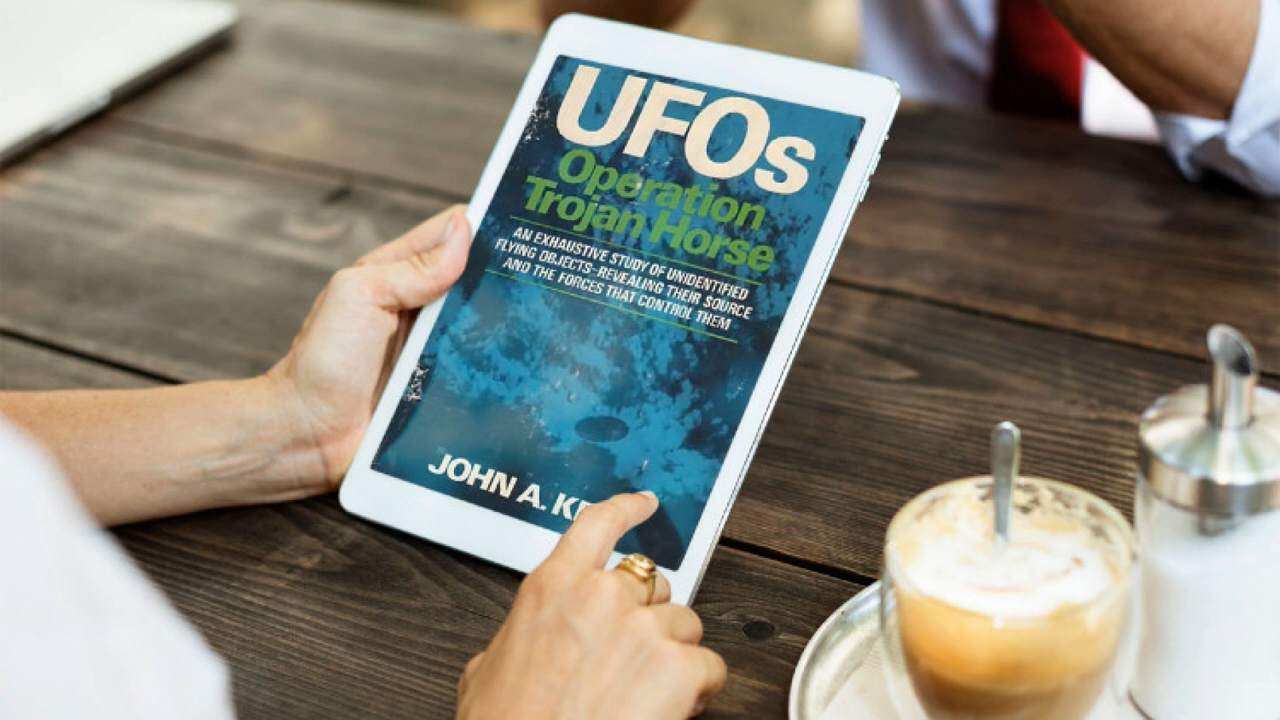 UFOs
Operation
Trojan Horse
AN EXHAUSTIVE STUDY OF UNIDENTIFIED
FLYING OBJECTS–REVEALING THEIR SOURCE
AND THE FORCES THAT CONTROL THEM
JOHN A.